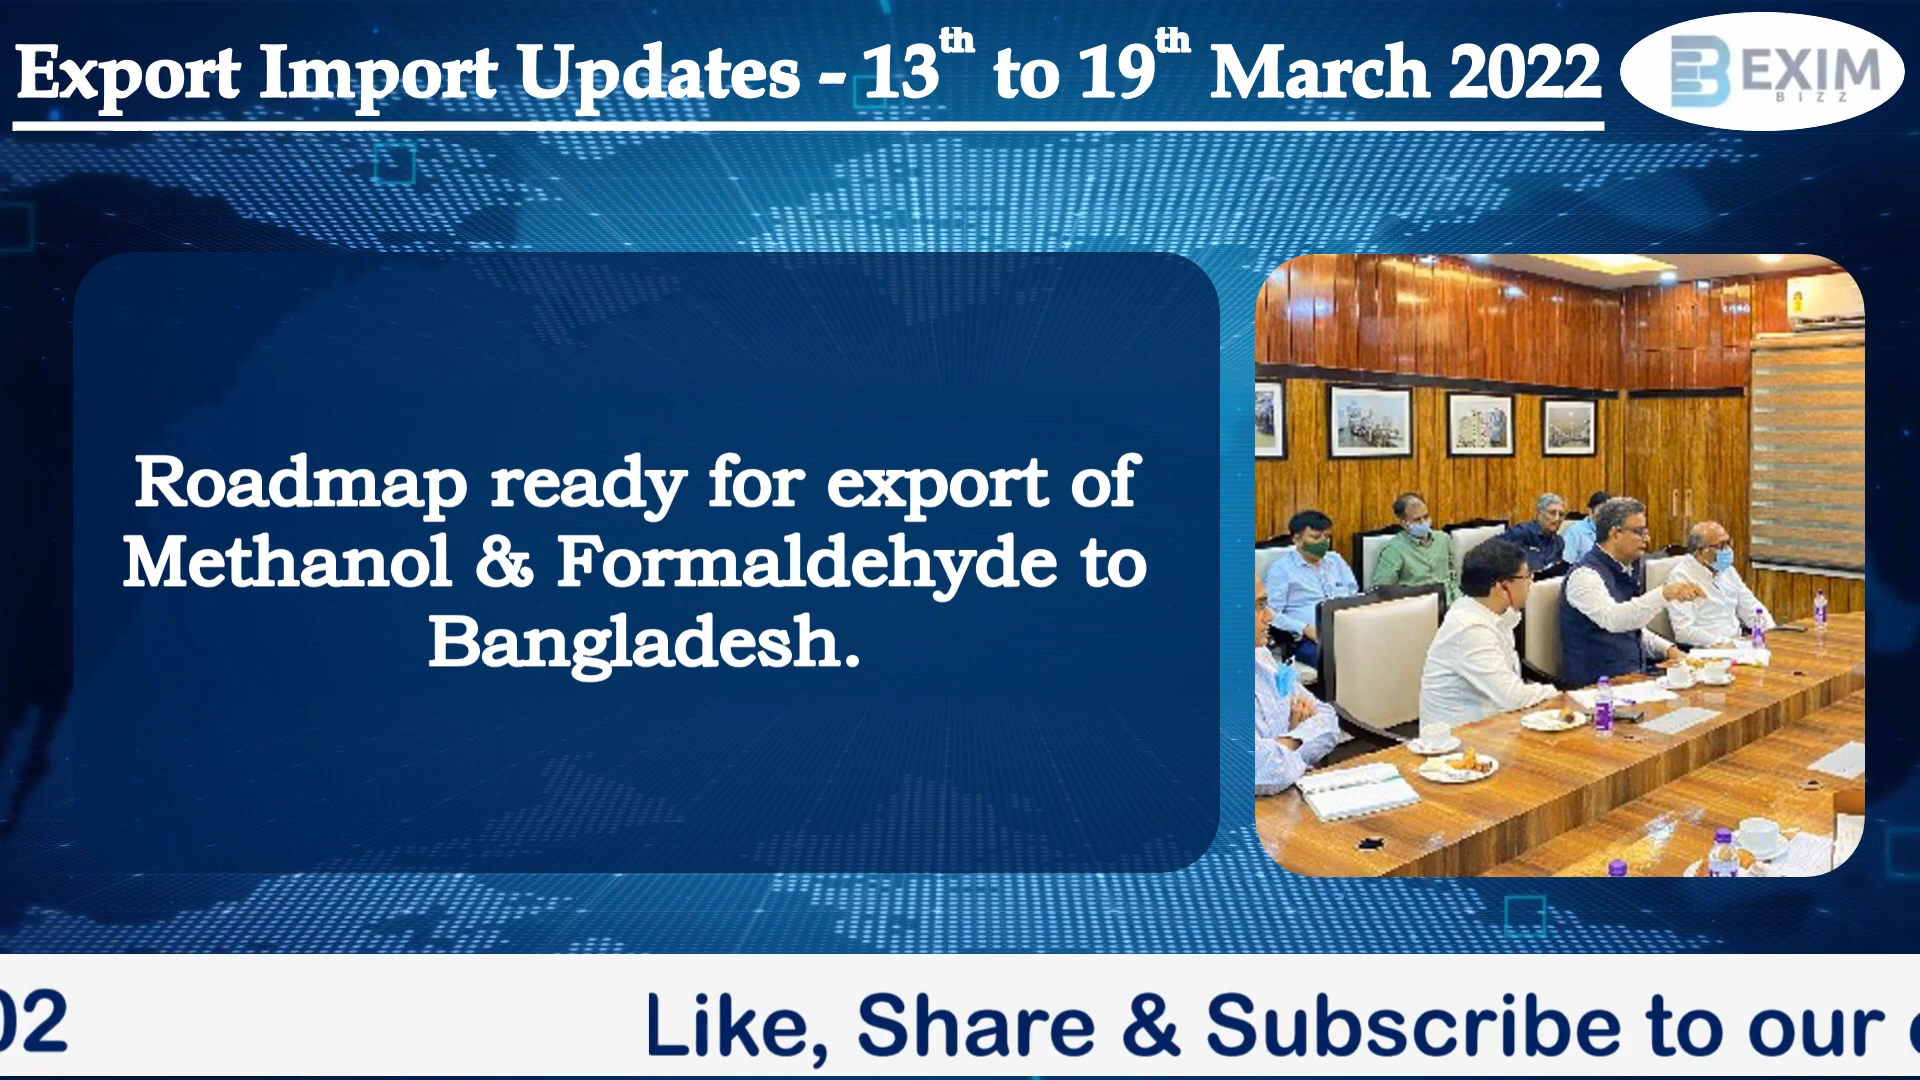 Export Import Updates - 13th to 19th March 2022
EXIM
BIZZ
Roadmap ready for export of
Methanol & Formaldehyde to
Bangladesh.
02
Like, Share & Subscribe to our